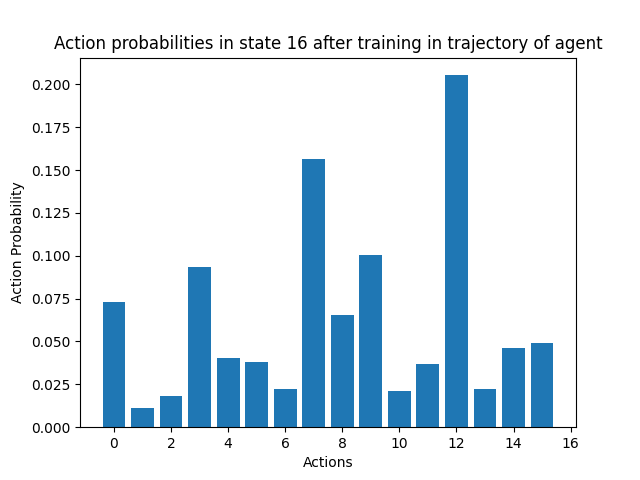 Action probabilities in state 16 after training in trajectory of agent
0.200
0.175
0.150
0.125
0.100
0.075
0.050
0.025
0.000
Action Probability
0 2 4 6 8 10 12 14 16
Actions